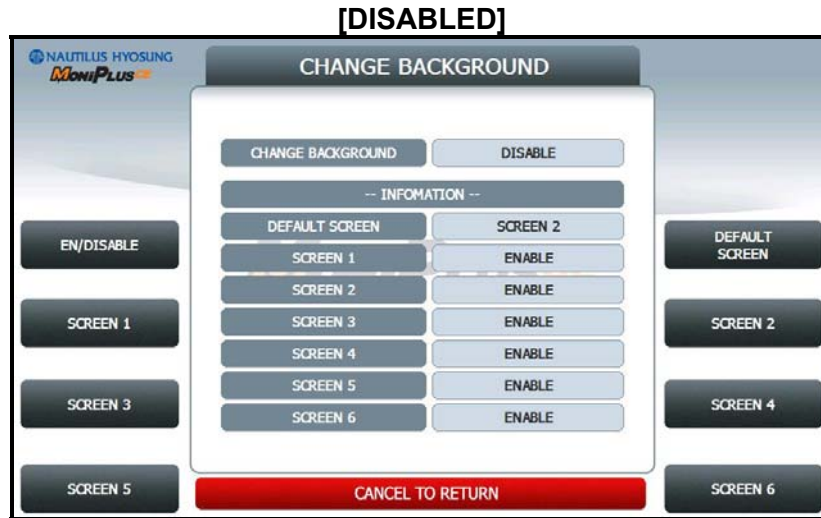 [DISABLED]
NAUTILUS HYOSUNG
MoniPlusCE
CHANGE BACKGROUND
CHANGE BACKGROUND DISABLE
-- INFOMATION --
DEFAULT SCREEN SCREEN 2
SCREEN 1 ENABLE
SCREEN 2 ENABLE
SCREEN 3 ENABLE
SCREEN 4 ENABLE
SCREEN 5 ENABLE
SCREEN 6 ENABLE
EN/DISABLE
SCREEN 1
SCREEN 3
SCREEN 5
DEFAULT
SCREEN
SCREEN 2
SCREEN 4
SCREEN 6
CANCEL TO RETURN